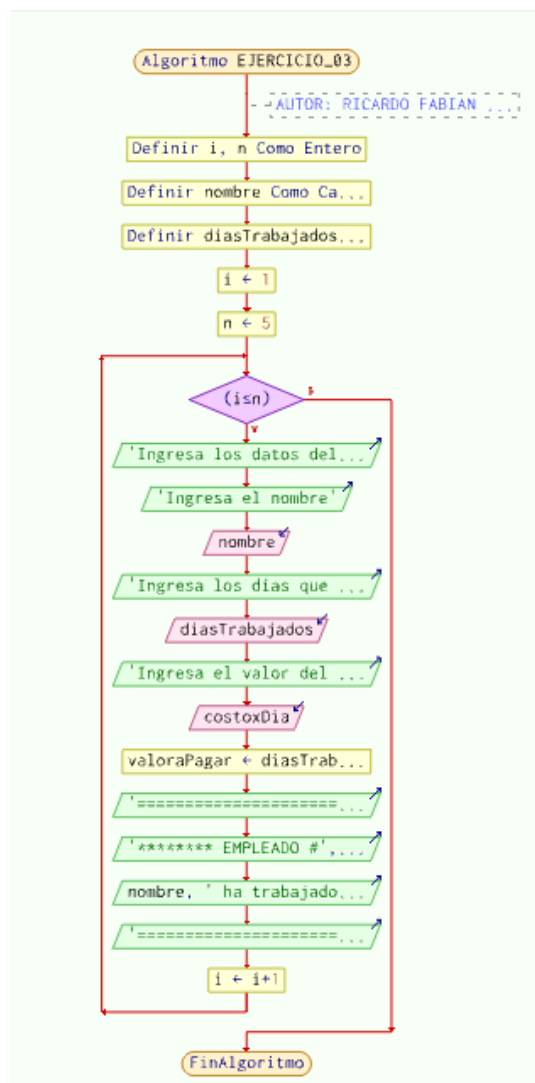 Algoritmo EJERCICIO_03
AUTOR: RICARDO FABIAN ...
Definir i, n Como Entero
Definir nombre Como Ca...
Definir diasTrabajados...
i ← 1
n ← 5
(i≤n)
F
V
'Ingresa los datos del...
'Ingresa el nombre'
nombre
'Ingresa los dias que ...
diasTrabajados
'Ingresa el valor del ...
costoxDia
valoraPagar ← diasTrab...
'=====================...
'******** EMPLEADO #',...
nombre, ' ha trabajado...
'=====================...
i ← i+1
FinAlgoritmo